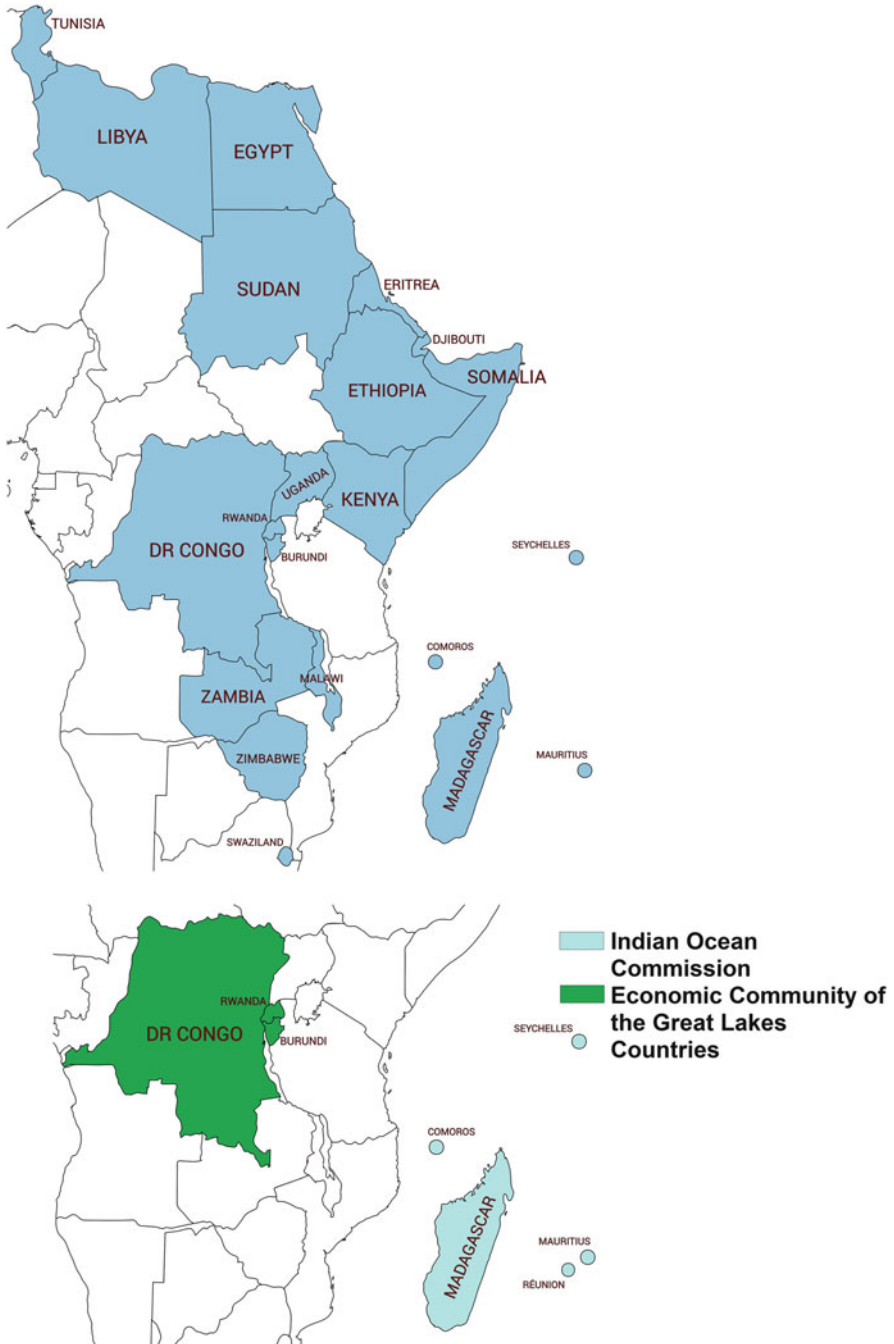 TUNISIA
LIBYA
EGYPT
SUDAN
ERITREA
DJIBOUTI
SOMALIA
ETHIOPIA
UGANDA
KENYA
RWANDA
DR CONGO
BURUNDI
SEYCHELLES
COMOROS
MALAWI
ZAMBIA
MADAGASCAR
ZIMBABWE
MAURITIUS
SWAZILAND
Indian Ocean
Commission
Economic Community of
the Great Lakes
Countries
RWANDA
DR CONGO
BURUNDI
SEYCHELLES
COMOROS
MADAGASCAR
MAURITIUS
RÉUNION